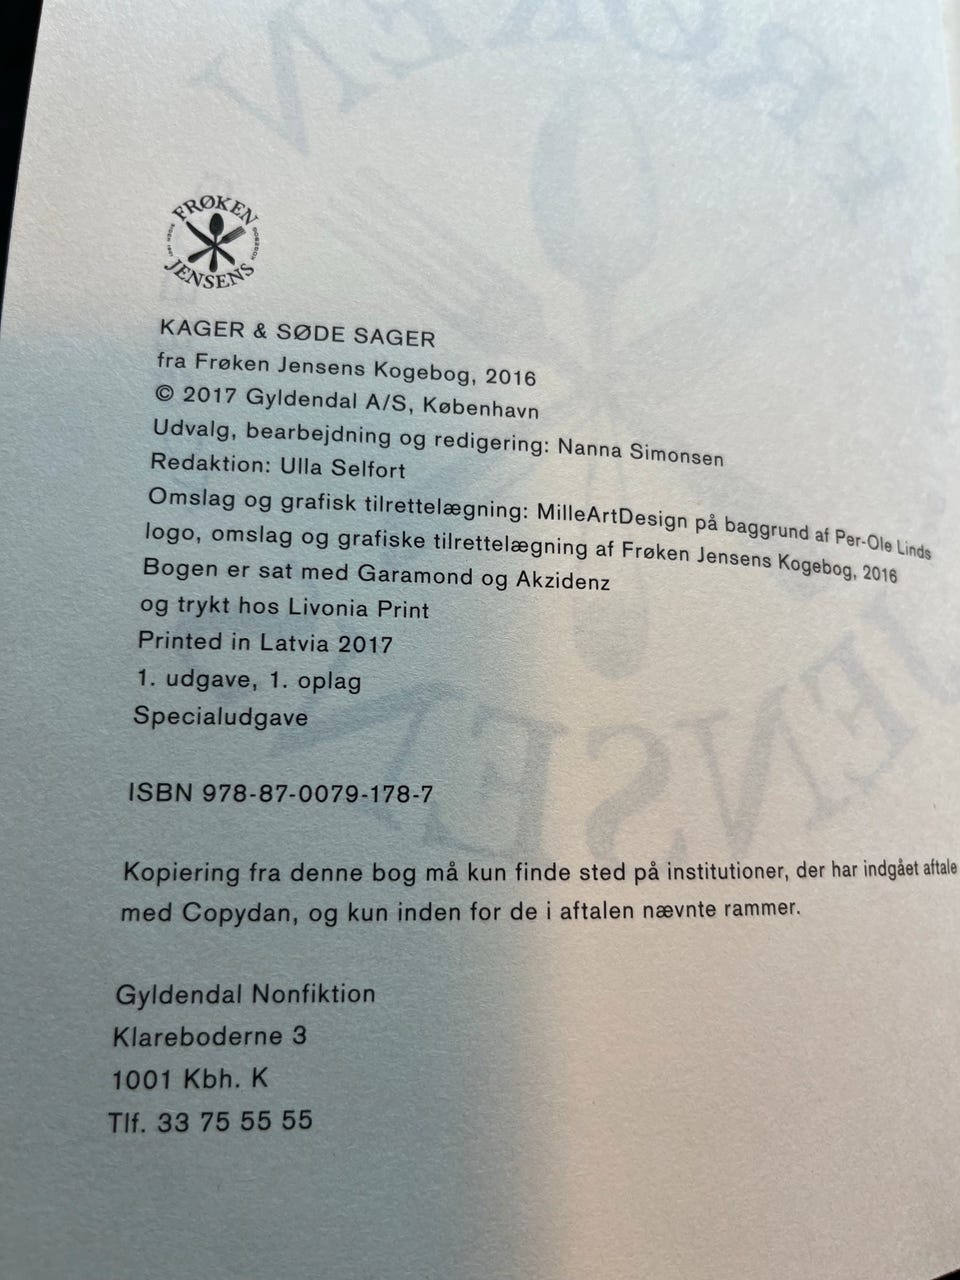 FRØKEN
JENSENS
KAGER & SØDE SAGER
fra Frøken Jensens Kogebog, 2016
© 2017 Gyldendal A/S, København
Udvalg, bearbejdning og redigering: Nanna Simonsen
Redaktion: Ulla Selfort
Omslag og grafisk tilrettelægning: MilleArtDesign på baggrund af Per-Ole Linds
logo, omslag og grafiske tilrettelægning af Frøken Jensens Kogebog, 2016
Bogen er sat med Garamond og Akzidenz
og trykt hos Livonia Print
Printed in Latvia 2017
1. udgave, 1. oplag
Specialudgave
ISBN 978-87-0079-178-7
Kopiering fra denne bog må kun finde sted på institutioner, der har indgået aftale
med Copydan, og kun inden for de i aftalen nævnte rammer.
Gyldendal Nonfiktion
Klareboderne 3
1001 Kbh. K
Tlf. 33 75 55 55